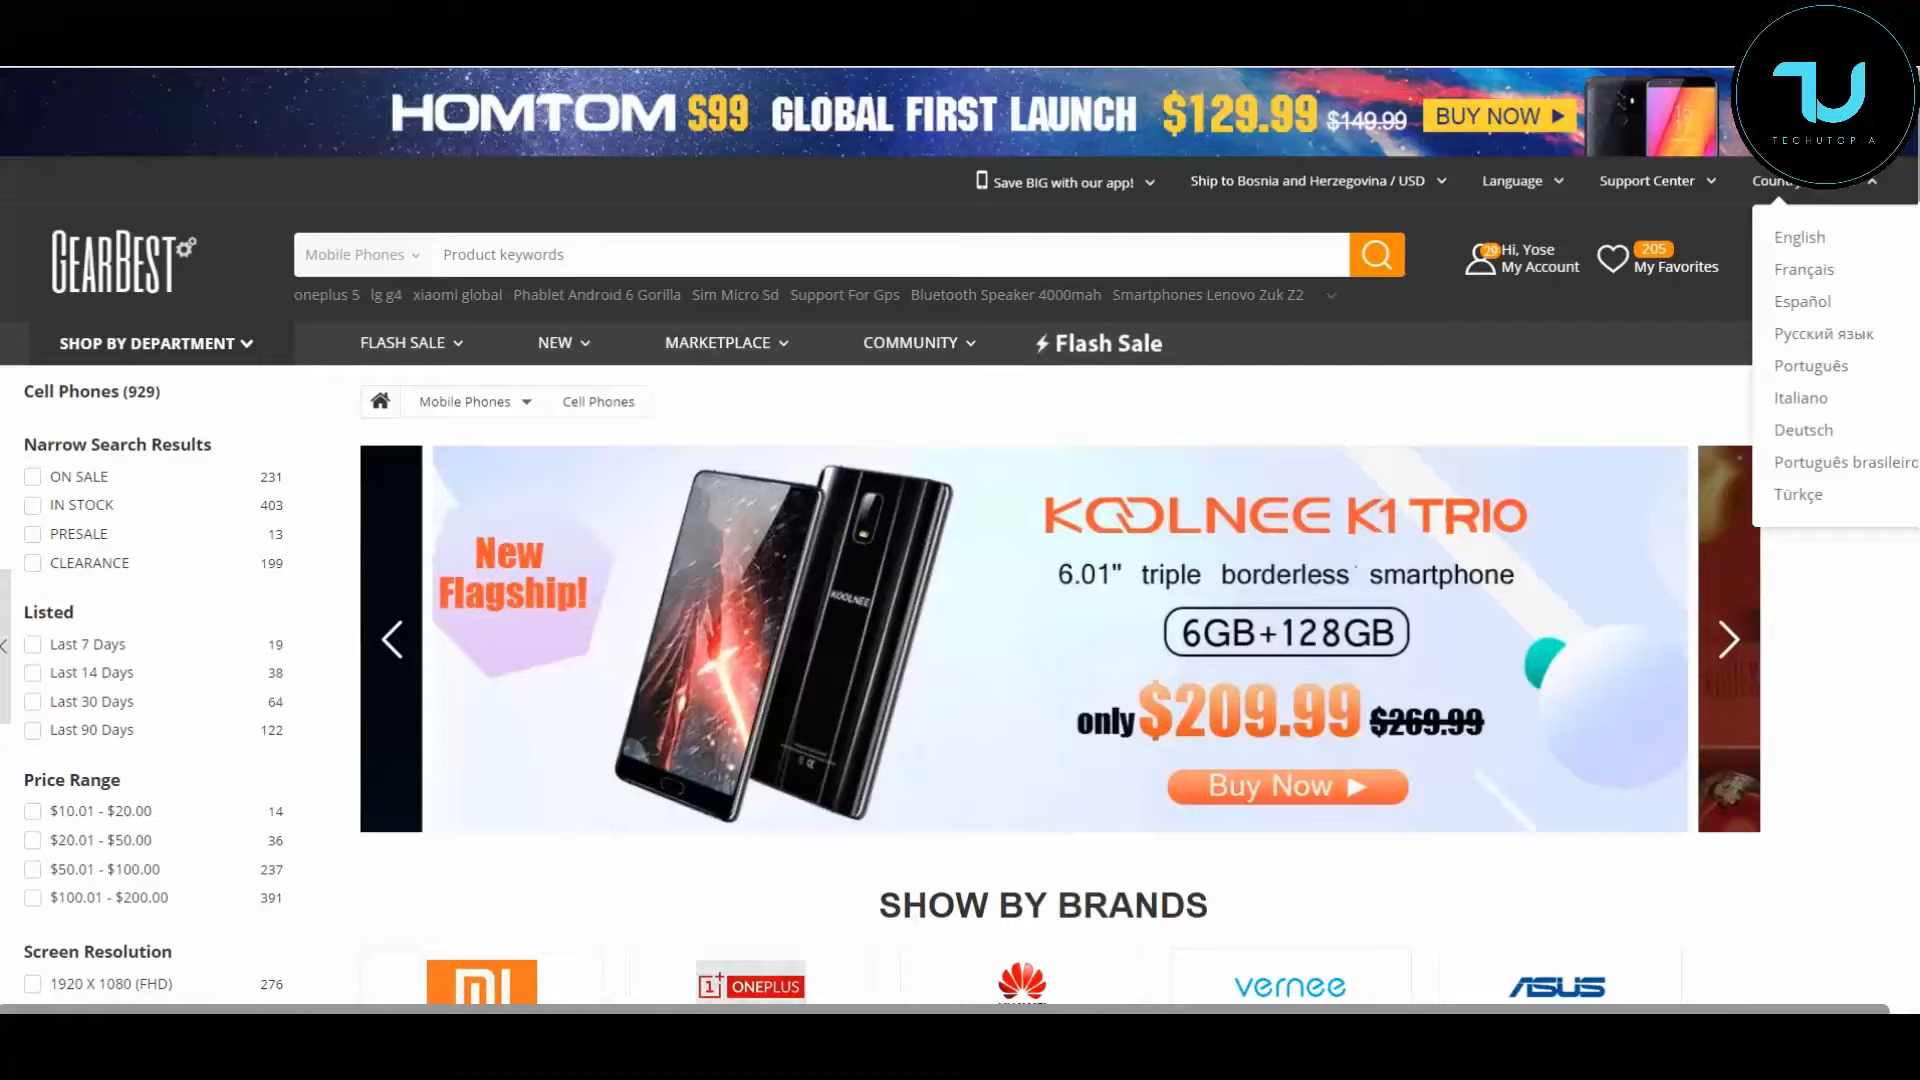 HOMTOM S99 GLOBAL FIRST LAUNCH $129.99 $149.99 BUY NOW
TECHUTOPIA
Save BIG with our app! Ship to Bosnia and Herzegovina / USD Language Support Center
GEARBEST
Mobile Phones Product keywords
29 Hi, Yose
My Account
205
My Favorites
oneplus 5 lg g4 xiaomi global Phablet Android 6 Gorilla Sim Micro Sd Support For Gps Bluetooth Speaker 4000mah Smartphones Lenovo Zuk Z2
SHOP BY DEPARTMENT FLASH SALE NEW MARKETPLACE COMMUNITY Flash Sale
English
Français
Español
Русский язык
Português
Italiano
Deutsch
Português brasileiro
Türkçe
Cell Phones (929)
Mobile Phones Cell Phones
Narrow Search Results
ON SALE 231
IN STOCK 403
PRESALE 13
CLEARANCE 199
Listed
Last 7 Days 19
Last 14 Days 38
Last 30 Days 64
Last 90 Days 122
Price Range
$10.01 - $20.00 14
$20.01 - $50.00 36
$50.01 - $100.00 237
$100.01 - $200.00 391
Screen Resolution
1920 X 1080 (FHD) 276
New
Flagship!
KOOLNEE
KOOLNEE K1 TRIO
6.01" triple borderless smartphone
6GB+128GB
only $209.99 $269.99
Buy Now
SHOW BY BRANDS
MI
1+ ONEPLUS
vernee
ASUS